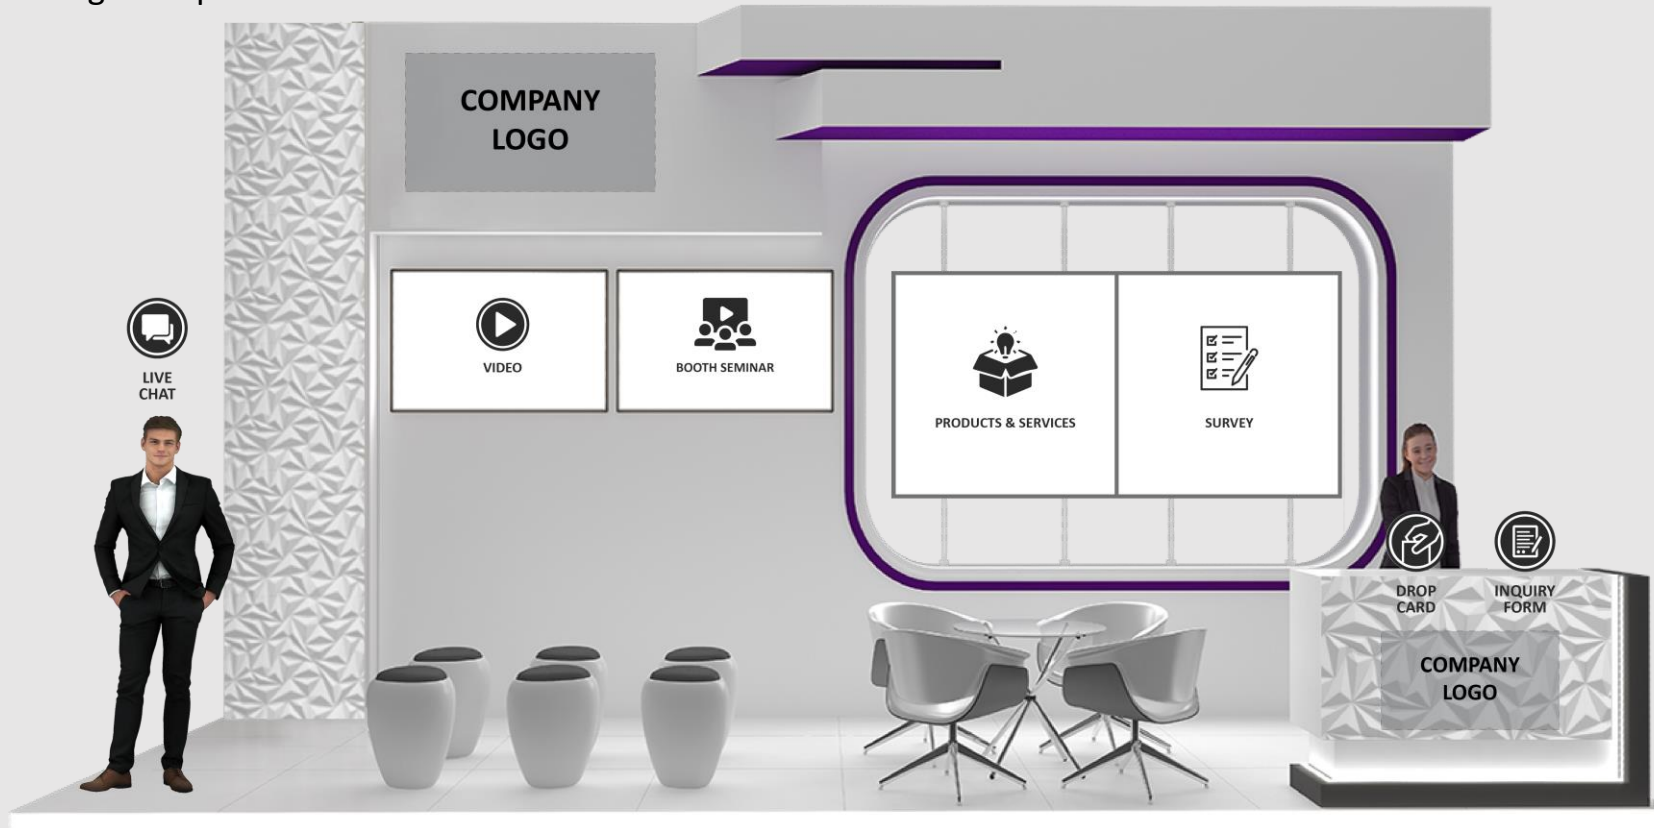 COMPANY
LOGO
VIDEO
BOOTH SEMINAR
PRODUCTS & SERVICES
SURVEY
LIVE
CHAT
DROP
CARD
INQUIRY
FORM
COMPANY
LOGO